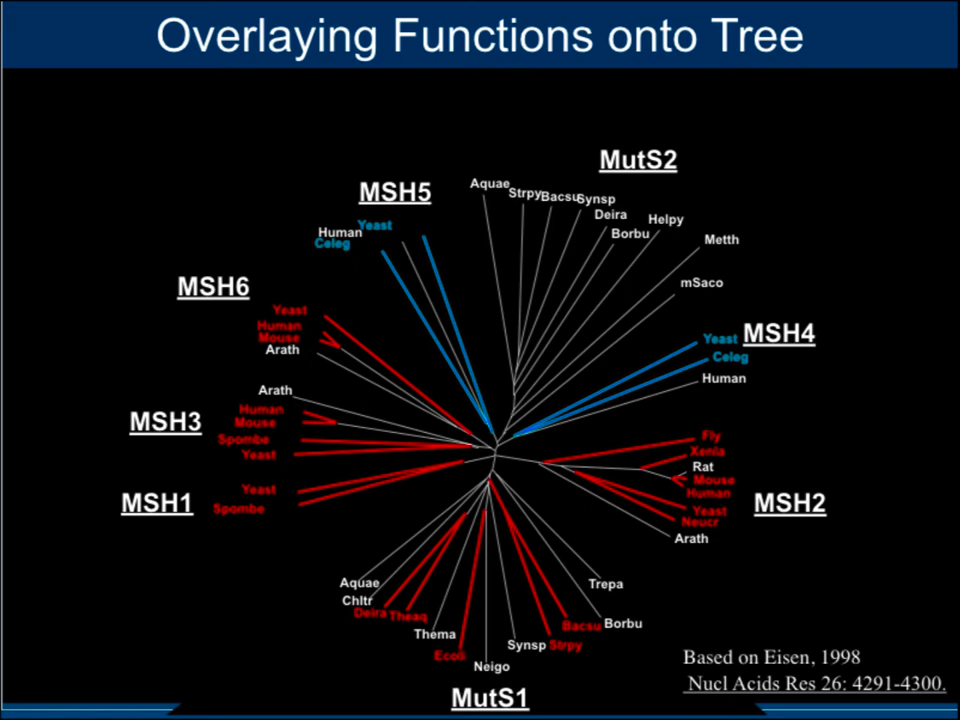 Overlaying Functions onto Tree
MutS2
Aquae
Strpy
Bacsu
Synsp
Deira
Borbu
Helpy
Metth
mSaco
MSH5
Yeast
Human
Celeg
MSH6
Yeast
Human
Mouse
Arath
MSH4
Yeast
Celeg
Human
MSH3
Arath
Human
Mouse
Spombe
Yeast
MSH1
Yeast
Spombe
MSH2
Fly
Xenla
Rat
Mouse
Human
Yeast
Neucr
Arath
Aquae
Chltr
Deira
Theaq
Thema
Ecoli
Neigo
Synsp
Strpy
Bacsu
Borbu
Trepa
MutS1
Based on Eisen, 1998
Nucl Acids Res 26: 4291-4300.